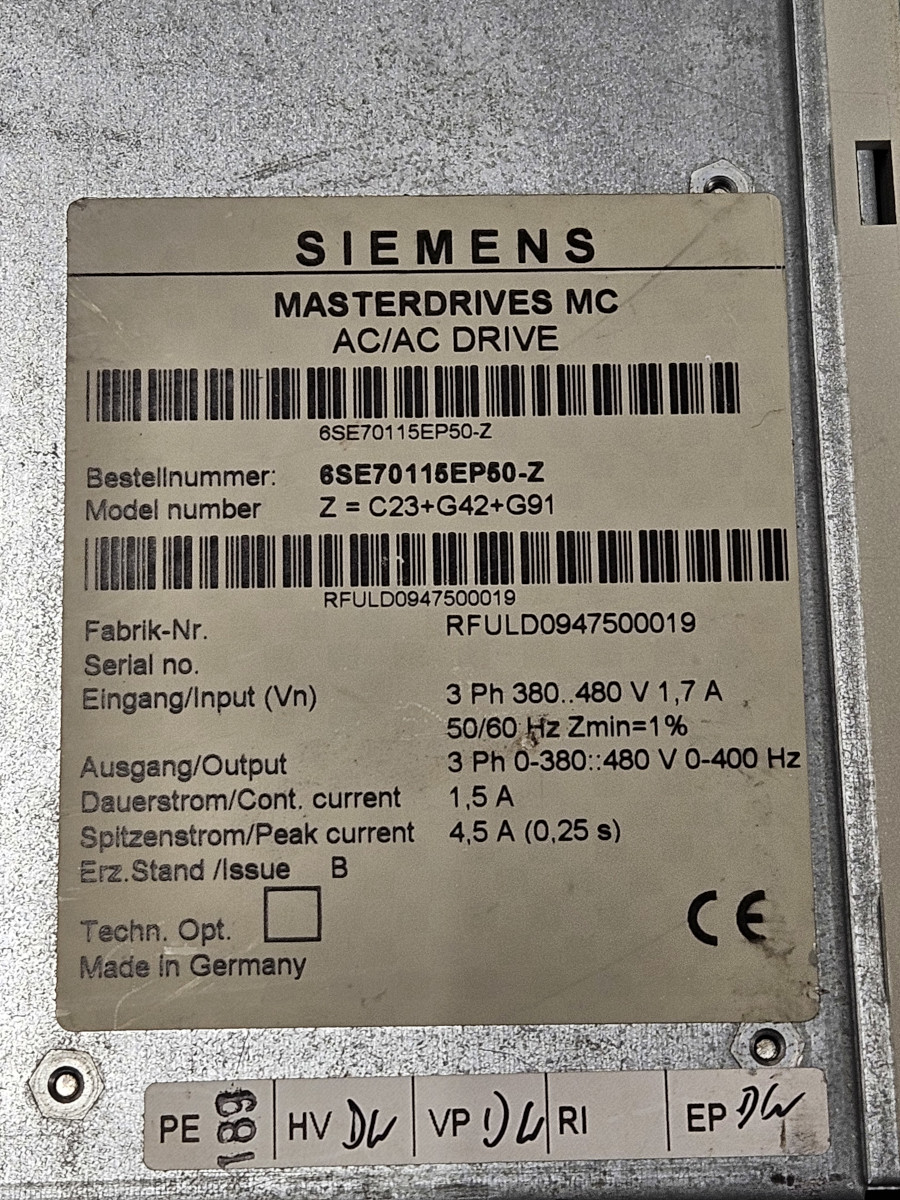 SIEMENS
MASTERDRIVES MC
AC/AC DRIVE
6SE70115EP50-Z
Bestellnummer: 6SE70115EP50-Z
Model number Z = C23+G42+G91
RFULD0947500019
Fabrik-Nr. RFULD0947500019
Serial no.
Eingang/Input (Vn) 3 Ph 380..480 V 1,7 A
50/60 Hz Zmin=1%
Ausgang/Output 3 Ph 0-380::480 V 0-400 Hz
Dauerstrom/Cont. current 1,5 A
Spitzenstrom/Peak current 4,5 A (0,25 s)
Erz.Stand /Issue B
Techn. Opt.
CE
Made in Germany
PE 189 HV DW VP DW RI EP DW